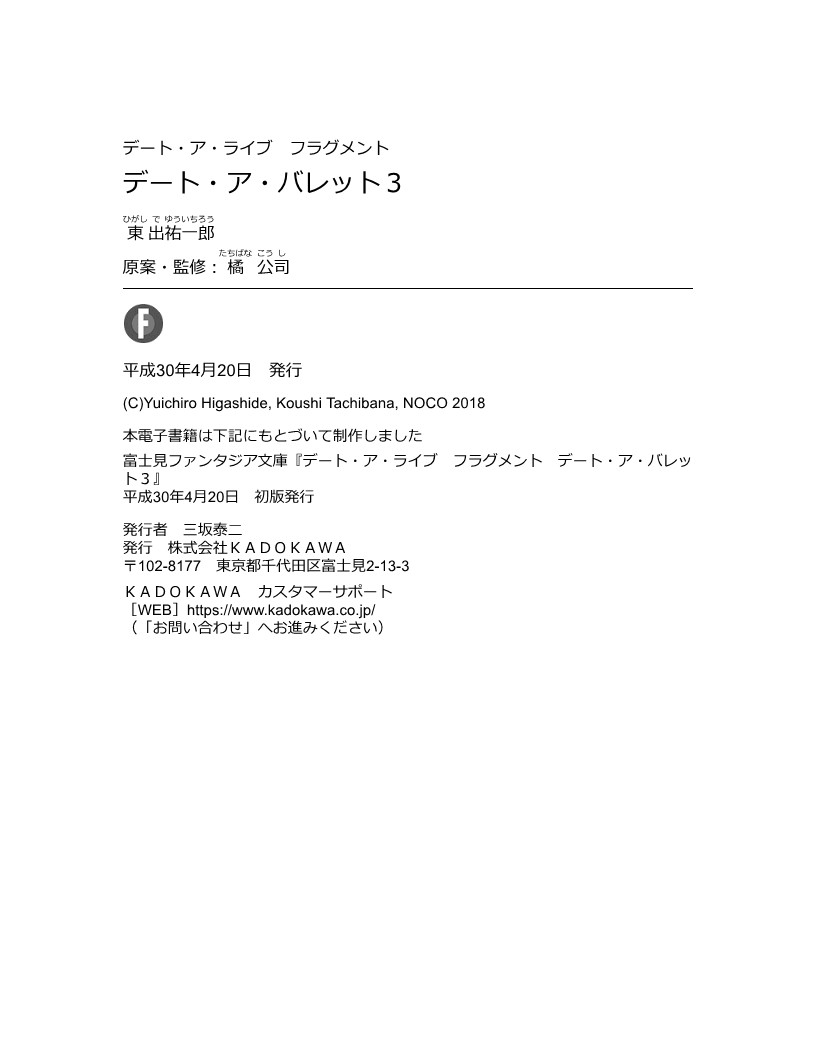 デート・ア・ライブ　フラグメント
デート・ア・バレット３
ひがし で ゆういちろう
東出祐一郎
たちばな こうし
原案・監修：橘　公司
F
平成30年4月20日　発行
(C)Yuichiro Higashide, Koushi Tachibana, NOCO 2018
本電子書籍は下記にもとづいて制作しました
富士見ファンタジア文庫『デート・ア・ライブ　フラグメント　デート・ア・バレッ
ト３』
平成30年4月20日　初版発行
発行者　三坂泰二
発行　株式会社ＫＡＤＯＫＡＷＡ
〒102-8177　東京都千代田区富士見2-13-3
ＫＡＤＯＫＡＷＡ　カスタマーサポート
［WEB］https://www.kadokawa.co.jp/
（「お問い合わせ」へお進みください）